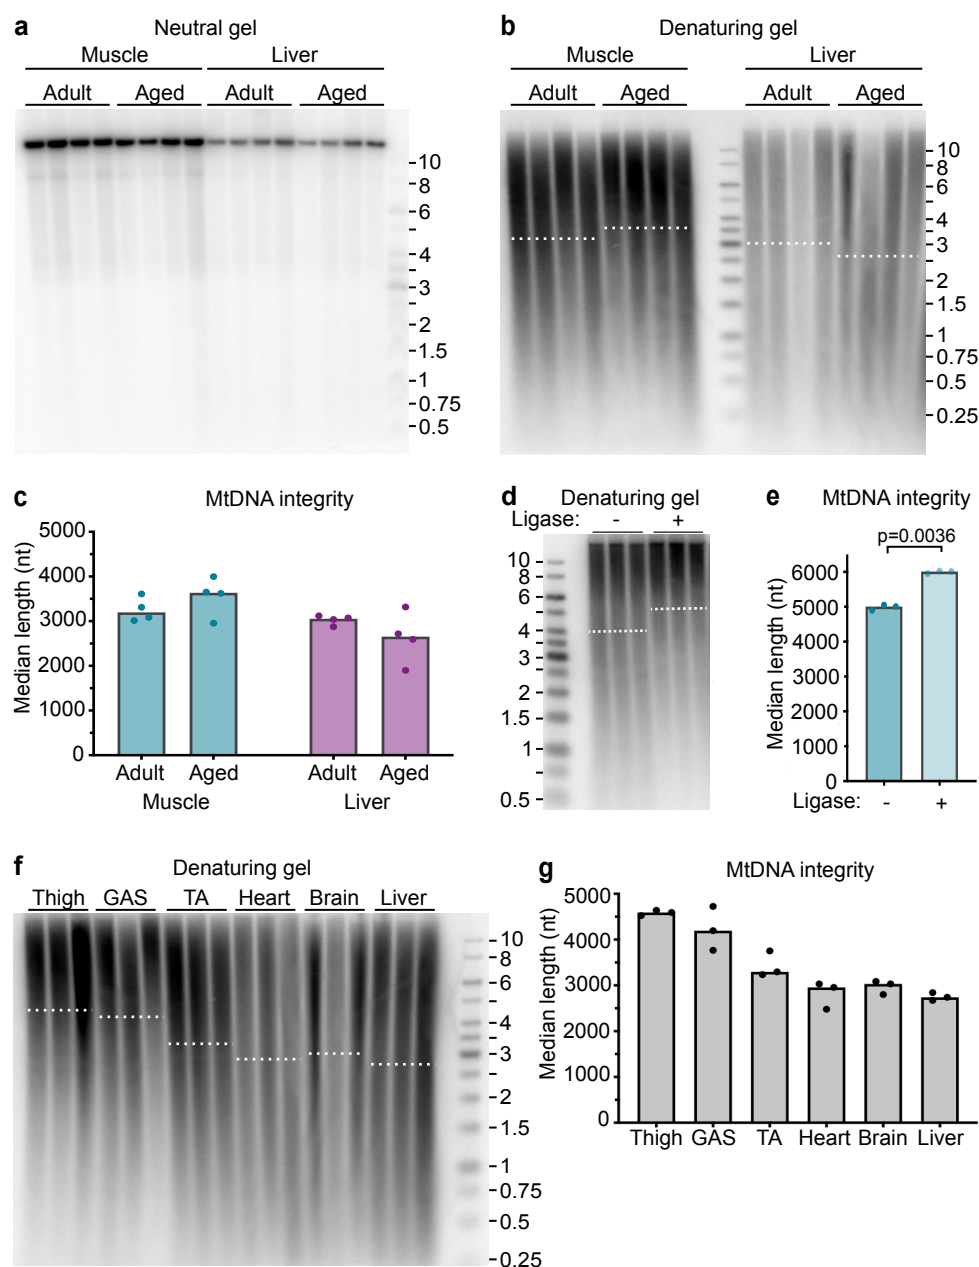 a
Neutral gel
Muscle Liver
Adult Aged Adult Aged
10
8
6
4
3
2
1.5
1
0.75
0.5
b
Denaturing gel
Muscle Liver
Adult Aged Adult Aged
10
8
6
4
3
2
1.5
1
0.75
0.5
0.25
c
MtDNA integrity
Median length (nt)
5000
4000
3000
2000
1000
0
Adult Aged Adult Aged
Muscle Liver
d
Denaturing gel
Ligase: - +
10
8
6
4
3
2
1.5
1
0.5
e
MtDNA integrity
p=0.0036
Median length (nt)
6000
5000
4000
3000
2000
1000
0
Ligase: - +
f
Denaturing gel
Thigh GAS TA Heart Brain Liver
10
8
6
4
3
2
1.5
1
0.75
0.5
0.25
g
MtDNA integrity
Median length (nt)
5000
4000
3000
2000
1000
0
Thigh GAS TA Heart Brain Liver